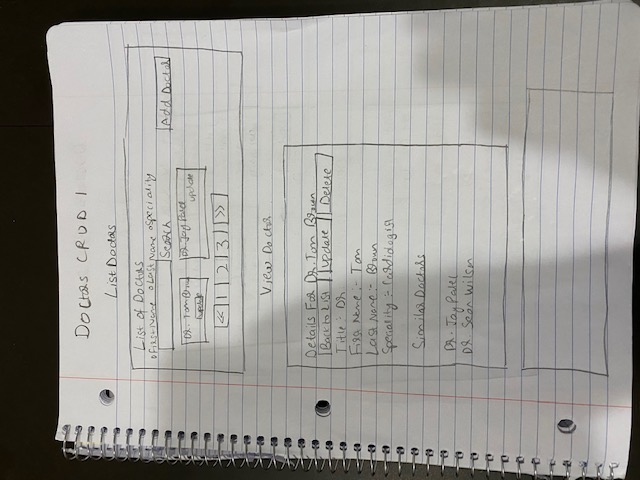 Doctors CRUD 1
List Doctors
List of Doctors
o First Name o Last Name o Speciality
Search Add Doctor
Dr. Tom Brown Dr. Jay Patel
update update
<< 1 2 3 >>
View Doctor
Details For Dr. Tom Brown
Back to List Update Delete
Title :- Dr
First Name :- Tom
Last Name :- Brown
Speciality :- Cardiologist
Similar Doctors
Dr. Jay Patel
Dr. Sean Wilson